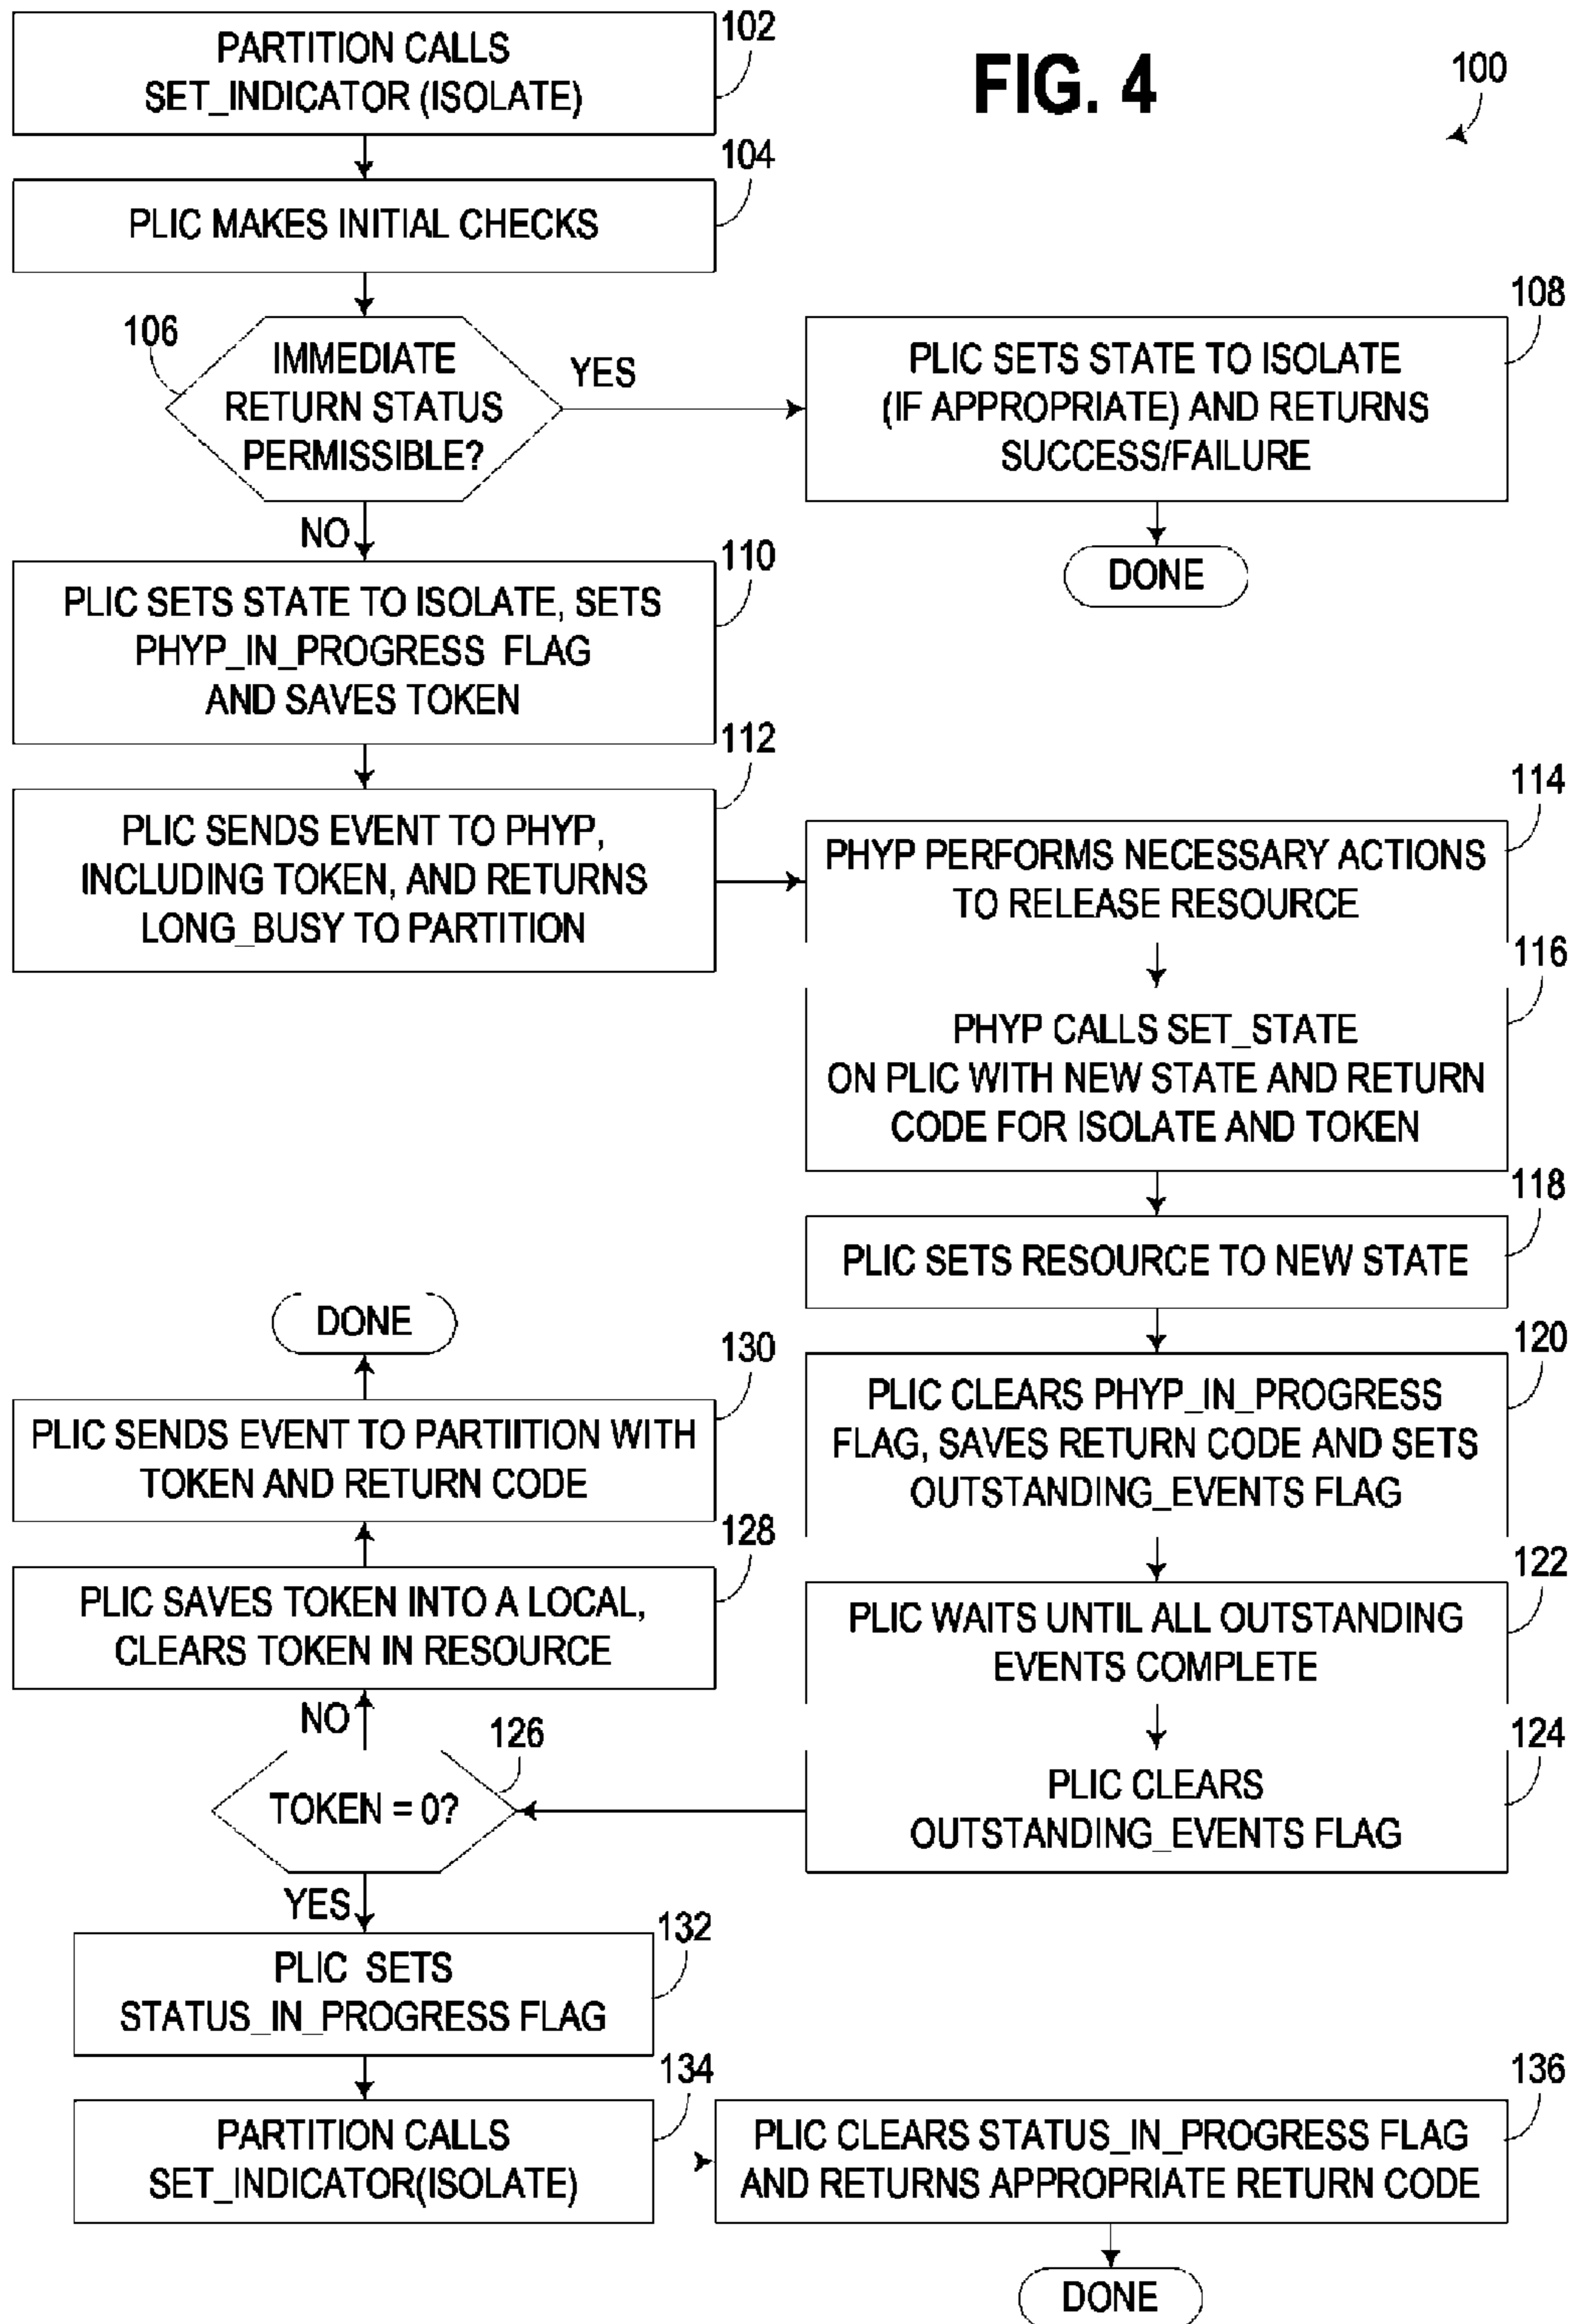 FIG. 4
100
102
PARTITION CALLS
SET_INDICATOR (ISOLATE)
104
PLIC MAKES INITIAL CHECKS
106
IMMEDIATE
RETURN STATUS
PERMISSIBLE?
YES
108
PLIC SETS STATE TO ISOLATE
(IF APPROPRIATE) AND RETURNS
SUCCESS/FAILURE
DONE
NO
110
PLIC SETS STATE TO ISOLATE, SETS
PHYP_IN_PROGRESS FLAG
AND SAVES TOKEN
112
PLIC SENDS EVENT TO PHYP,
INCLUDING TOKEN, AND RETURNS
LONG_BUSY TO PARTITION
114
PHYP PERFORMS NECESSARY ACTIONS
TO RELEASE RESOURCE
116
PHYP CALLS SET_STATE
ON PLIC WITH NEW STATE AND RETURN
CODE FOR ISOLATE AND TOKEN
118
PLIC SETS RESOURCE TO NEW STATE
120
PLIC CLEARS PHYP_IN_PROGRESS
FLAG, SAVES RETURN CODE AND SETS
OUTSTANDING_EVENTS FLAG
122
PLIC WAITS UNTIL ALL OUTSTANDING
EVENTS COMPLETE
124
PLIC CLEARS
OUTSTANDING_EVENTS FLAG
126
TOKEN = 0?
NO
128
PLIC SAVES TOKEN INTO A LOCAL,
CLEARS TOKEN IN RESOURCE
130
PLIC SENDS EVENT TO PARTIITION WITH
TOKEN AND RETURN CODE
DONE
YES
132
PLIC SETS
STATUS_IN_PROGRESS FLAG
134
PARTITION CALLS
SET_INDICATOR(ISOLATE)
136
PLIC CLEARS STATUS_IN_PROGRESS FLAG
AND RETURNS APPROPRIATE RETURN CODE
DONE